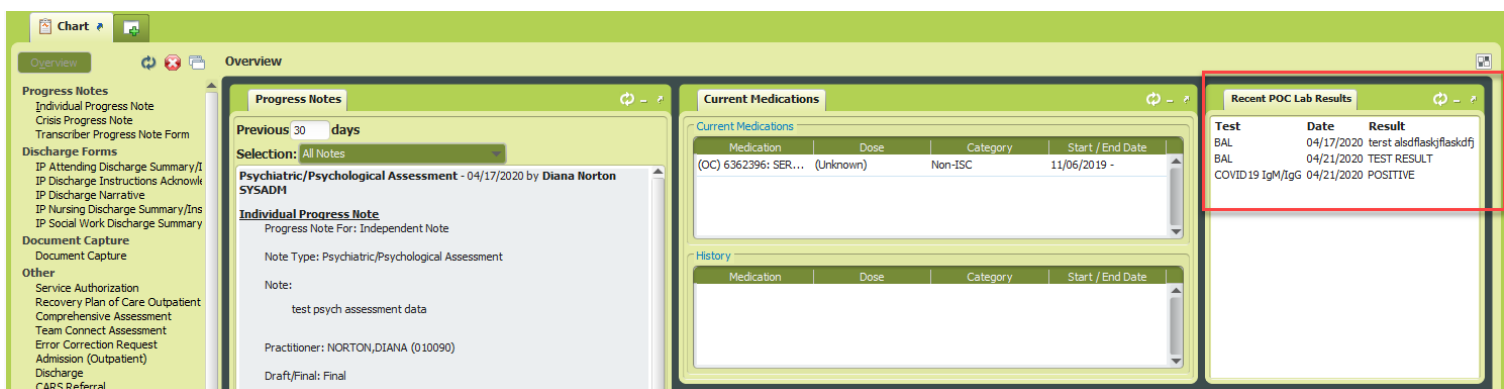 Chart
Overview
Overview
Progress Notes
Individual Progress Note
Crisis Progress Note
Transcriber Progress Note Form
Discharge Forms
IP Attending Discharge Summary/I
IP Discharge Instructions Acknowle
IP Discharge Narrative
IP Nursing Discharge Summary/Ins
IP Social Work Discharge Summary
Document Capture
Document Capture
Other
Service Authorization
Recovery Plan of Care Outpatient
Comprehensive Assessment
Team Connect Assessment
Error Correction Request
Admission (Outpatient)
Discharge
CARS Referral
Progress Notes
Previous 30 days
Selection: All Notes
Psychiatric/Psychological Assessment - 04/17/2020 by Diana Norton
SYSADM
Individual Progress Note
Progress Note For: Independent Note
Note Type: Psychiatric/Psychological Assessment
Note:
test psych assessment data
Practitioner: NORTON,DIANA (010090)
Draft/Final: Final
Current Medications
Current Medications
Medication Dose Category Start / End Date
(OC) 6362396: SER... (Unknown) Non-ISC 11/06/2019 -
History
Medication Dose Category Start / End Date
Recent POC Lab Results
Test Date Result
BAL 04/17/2020 terst alsdflaskjflaskdfj
BAL 04/21/2020 TEST RESULT
COVID19 IgM/IgG 04/21/2020 POSITIVE